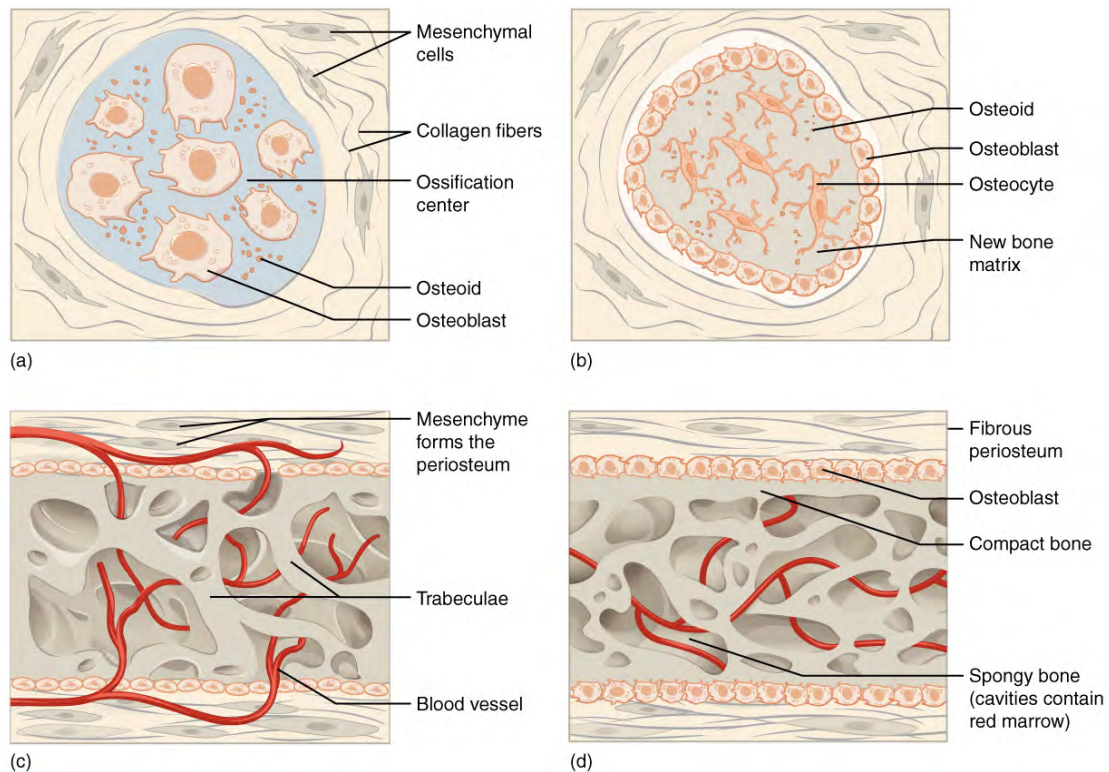 Mesenchymal
cells
Collagen fibers
Ossification
center
Osteoid
Osteoblast
(a)
Osteoid
Osteoblast
Osteocyte
New bone
matrix
(b)
Mesenchyme
forms the
periosteum
Trabeculae
Blood vessel
(c)
Fibrous
periosteum
Osteoblast
Compact bone
Spongy bone
(cavities contain
red marrow)
(d)